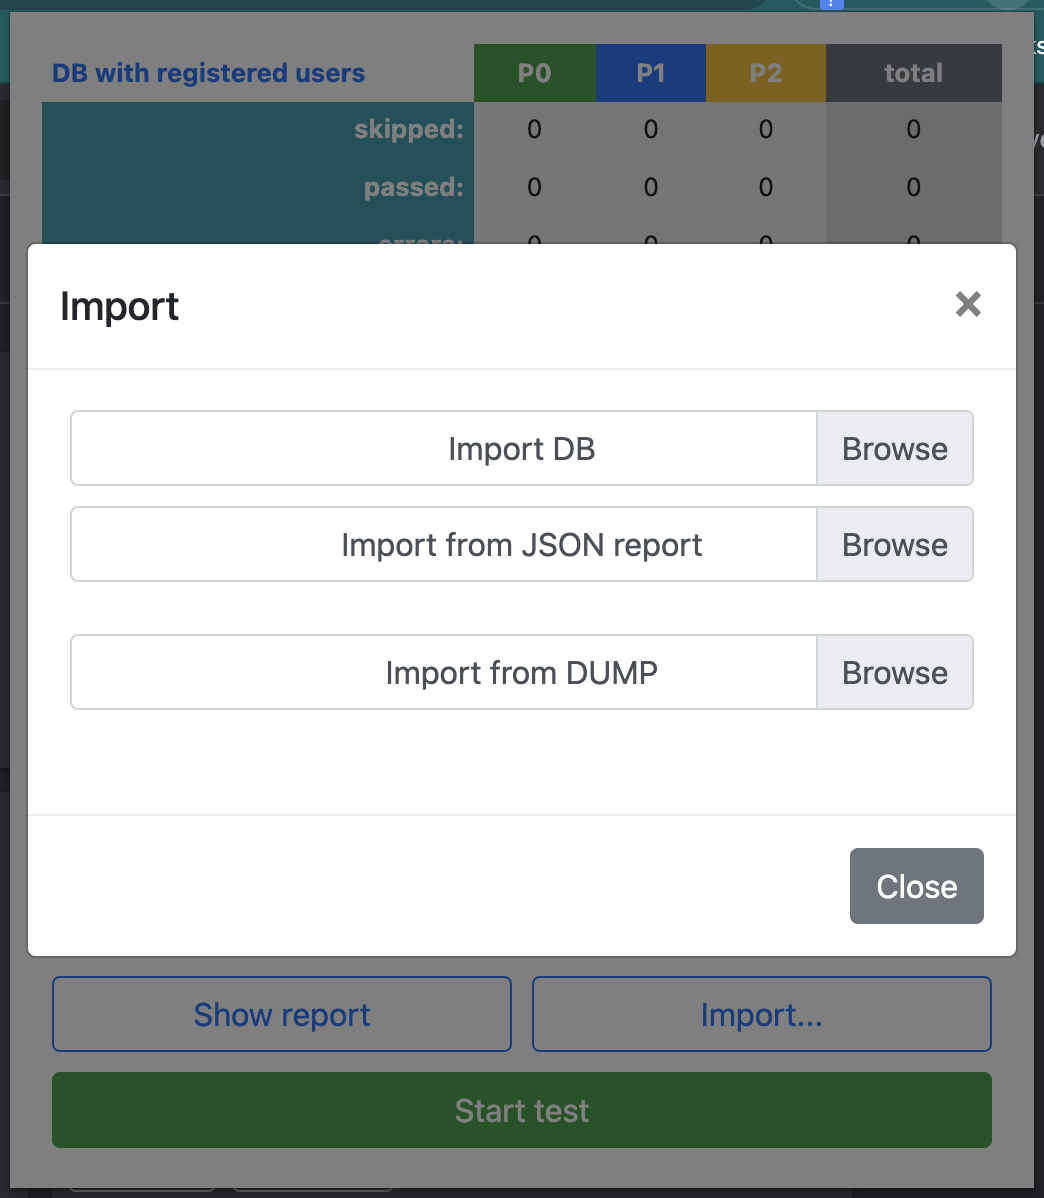 DB with registered users P0 P1 P2 total
skipped: 0 0 0 0
passed: 0 0 0 0
errors: 0 0 0 0
Import ×
Import DB Browse
Import from JSON report Browse
Import from DUMP Browse
Close
Show report Import...
Start test